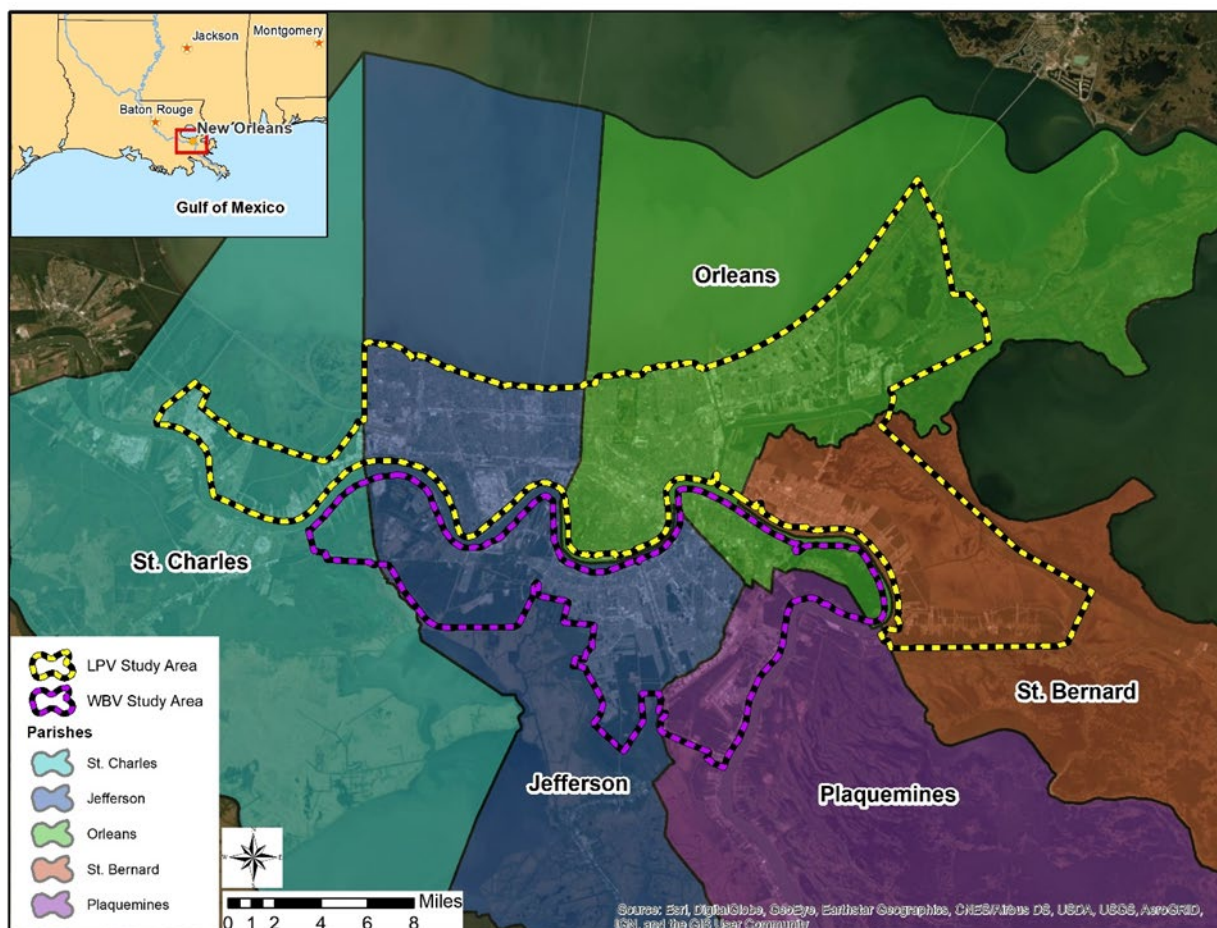 Jackson
Montgomery
Baton Rouge
New Orleans
Gulf of Mexico
Orleans
St. Charles
St. Bernard
Jefferson
Plaquemines
LPV Study Area
WBV Study Area
Parishes
St. Charles
Jefferson
Orleans
St. Bernard
Plaquemines
N
Miles
0 1 2 4 6 8
Source: Esri, DigitalGlobe, GeoEye, Earthstar Geographics, CNES/Airbus DS, USDA, USGS, AeroGRID,
IGN, and the GIS User Community